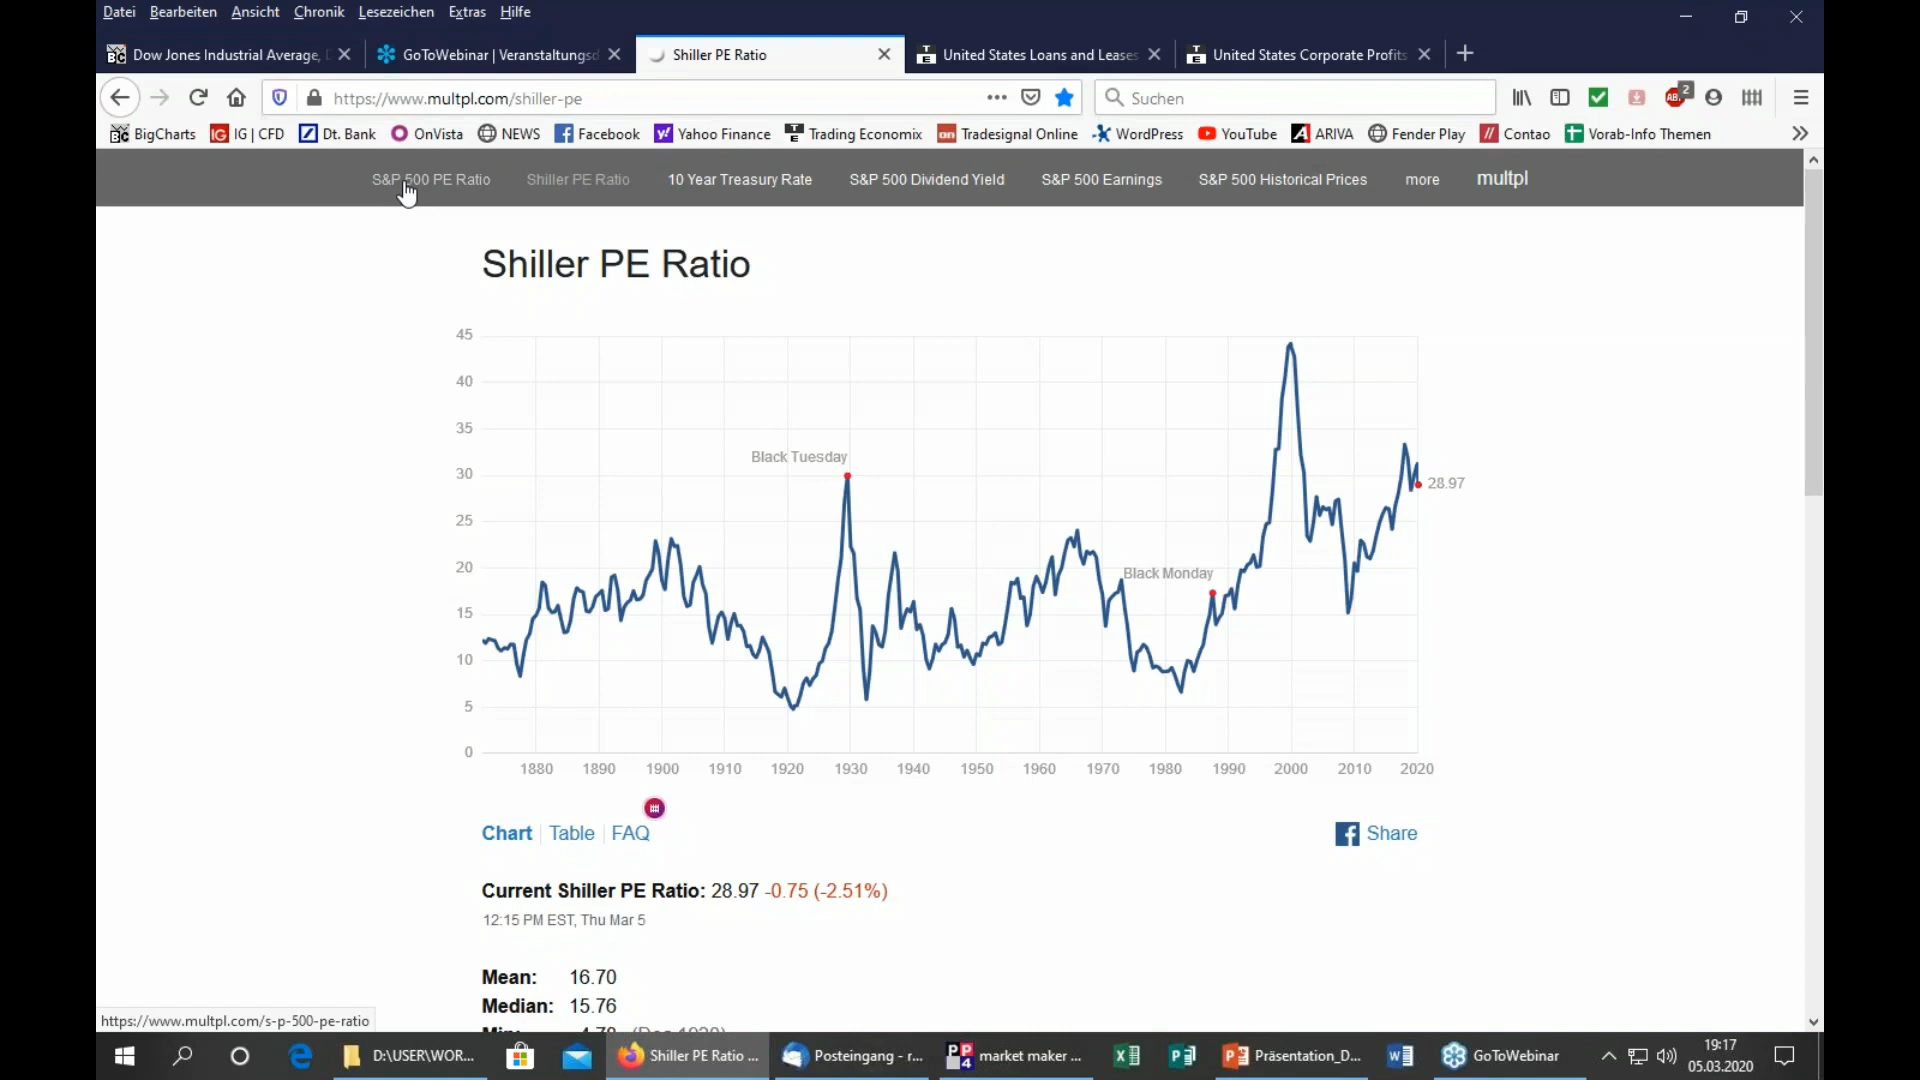 Datei Bearbeiten Ansicht Chronik Lesezeichen Extras Hilfe
Dow Jones Industrial Average, GoToWebinar | Veranstaltungs Shiller PE Ratio United States Loans and Leases United States Corporate Profits
https://www.multpl.com/shiller-pe Suchen 2
BigCharts IG | CFD Dt. Bank OnVista NEWS Facebook Yahoo Finance Trading Economix Tradesignal Online WordPress YouTube ARIVA Fender Play Contao Vorab-Info Themen
S&P 500 PE Ratio Shiller PE Ratio 10 Year Treasury Rate S&P 500 Dividend Yield S&P 500 Earnings S&P 500 Historical Prices more multpl
Shiller PE Ratio
45
40
35
Black Tuesday
30
28.97
25
20
Black Monday
15
10
5
0
1880 1890 1900 1910 1920 1930 1940 1950 1960 1970 1980 1990 2000 2010 2020
Chart Table FAQ Share
Current Shiller PE Ratio: 28.97 -0.75 (-2.51%)
12:15 PM EST, Thu Mar 5
Mean: 16.70
Median: 15.76
https://www.multpl.com/s-p-500-pe-ratio
D:\USER\WOR... Shiller PE Ratio ... Posteingang - r... market maker ... Präsentation_D... GoToWebinar 19:17
05.03.2020